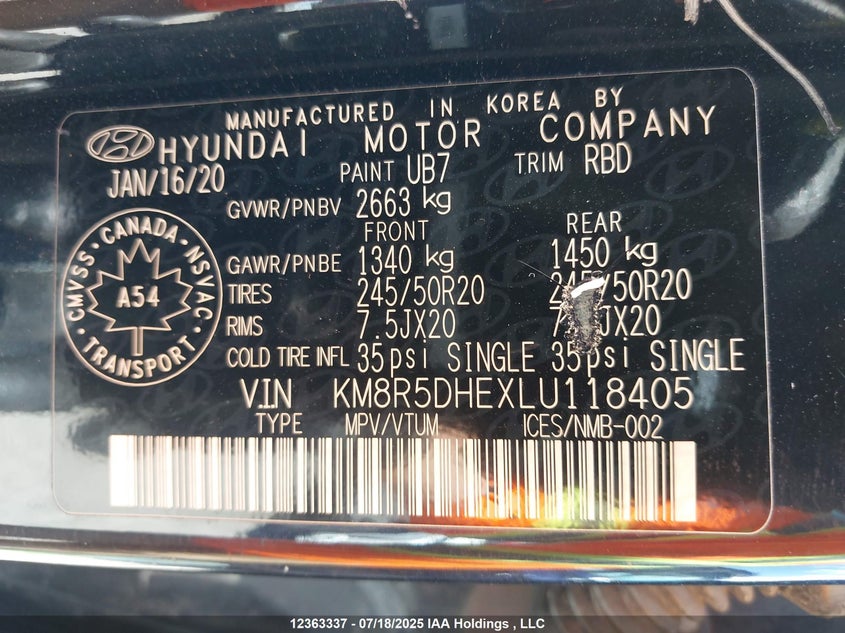 MANUFACTURED IN KOREA BY
HYUNDAI MOTOR COMPANY
JAN/16/20 PAINT UB7 TRIM RBD
GVWR/PNBV 2663 kg
FRONT REAR
GAWR/PNBE 1340 kg 1450 kg
TIRES 245/50R20 245/50R20
RIMS 7.5JX20 JX20
COLD TIRE INFL 35psi SINGLE 35psi SINGLE
VIN KM8R5DHEXLU118405
TYPE MPV/VTUM ICES/NMB-002
CMVSS · CANADA · NSVAC · TRANSPORT ·
A54
12363337 - 07/18/2025 IAA Holdings , LLC